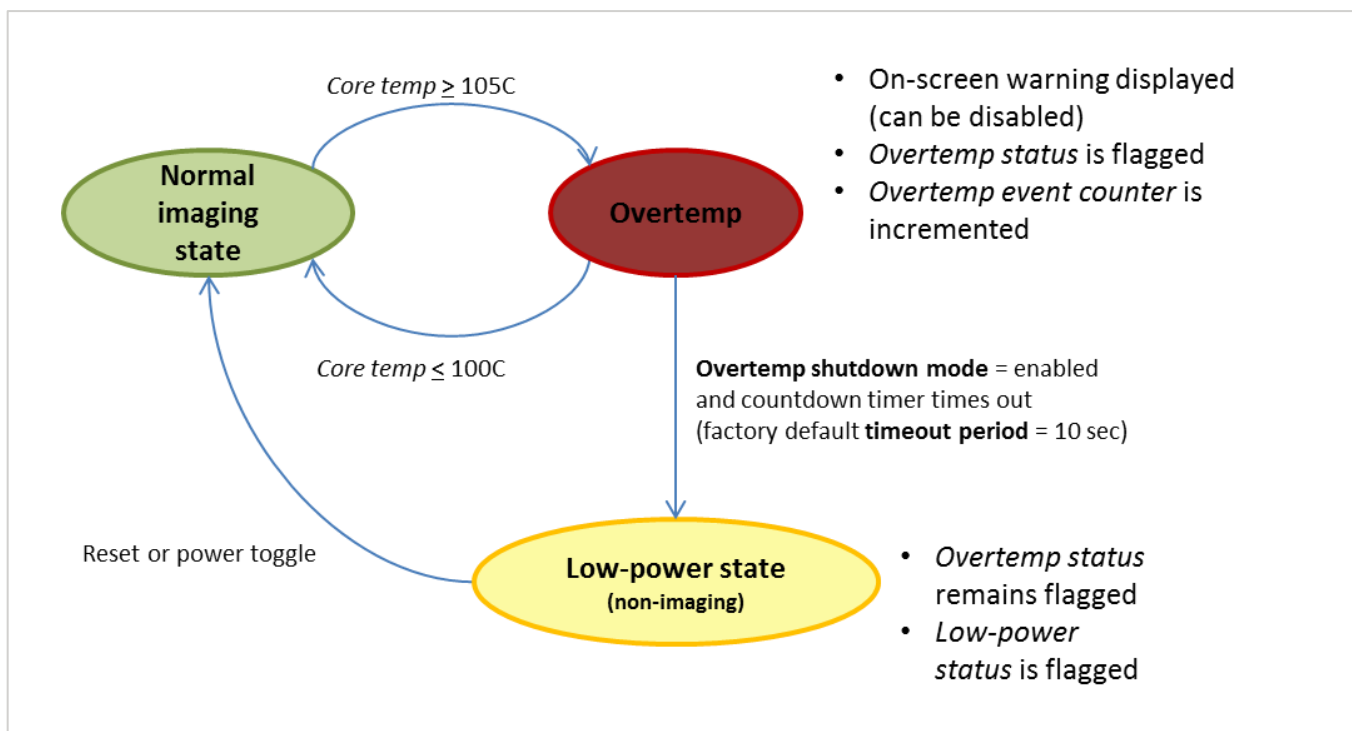 Core temp ≥ 105C
• On-screen warning displayed
(can be disabled)
• Overtemp status is flagged
• Overtemp event counter is
incremented
Normal
imaging
state
Overtemp
Core temp ≤ 100C
Overtemp shutdown mode = enabled
and countdown timer times out
(factory default timeout period = 10 sec)
Reset or power toggle
Low-power state
(non-imaging)
• Overtemp status
remains flagged
• Low-power
status is flagged